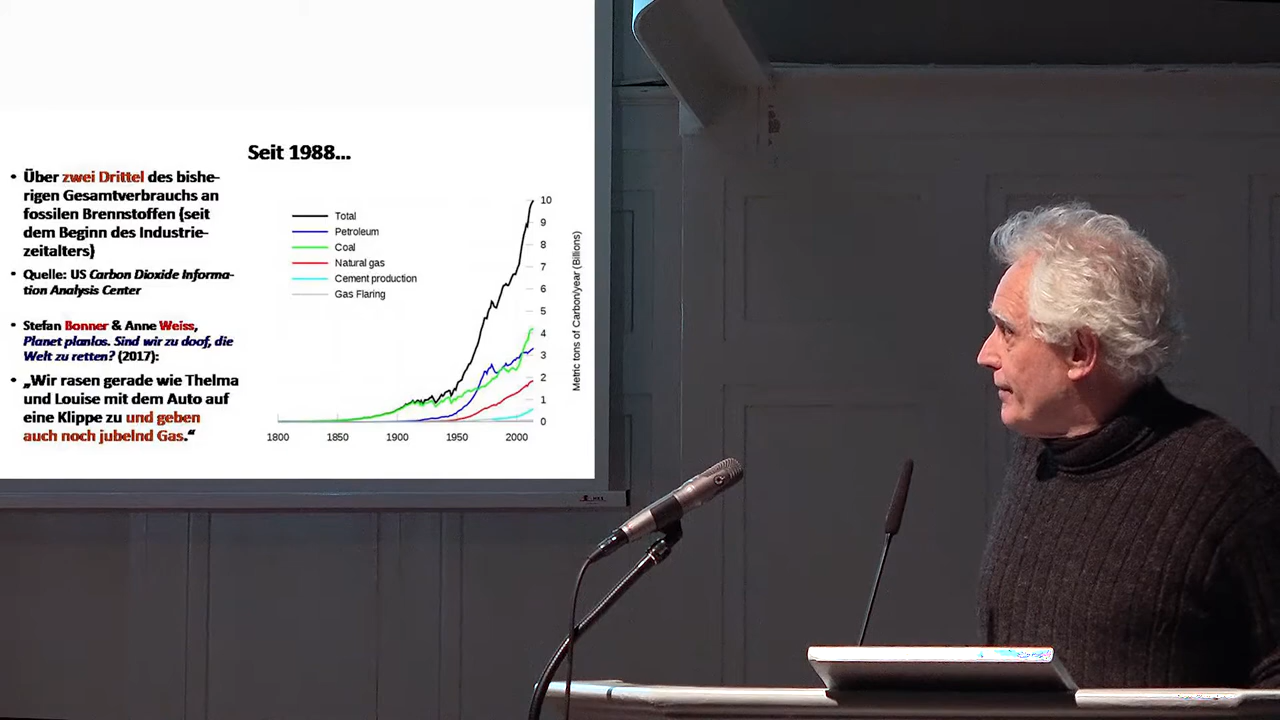 Seit 1988...
• Über zwei Drittel des bishe-
rigen Gesamtverbrauchs an
fossilen Brennstoffen {seit
dem Beginn des Industrie-
zeitalters}
• Quelle: US Carbon Dioxide Informa-
tion Analysis Center
• Stefan Bonner & Anne Weiss,
Planet planlos. Sind wir zu doof, die
Welt zu retten? (2017):
• „Wir rasen gerade wie Thelma
und Louise mit dem Auto auf
eine Klippe zu und geben
auch noch jubelnd Gas.“
Total
Petroleum
Coal
Natural gas
Cement production
Gas Flaring
10
9
8
7
6
5
4
3
2
1
0
Metric tons of Carbon/year (Billions)
1800 1850 1900 1950 2000